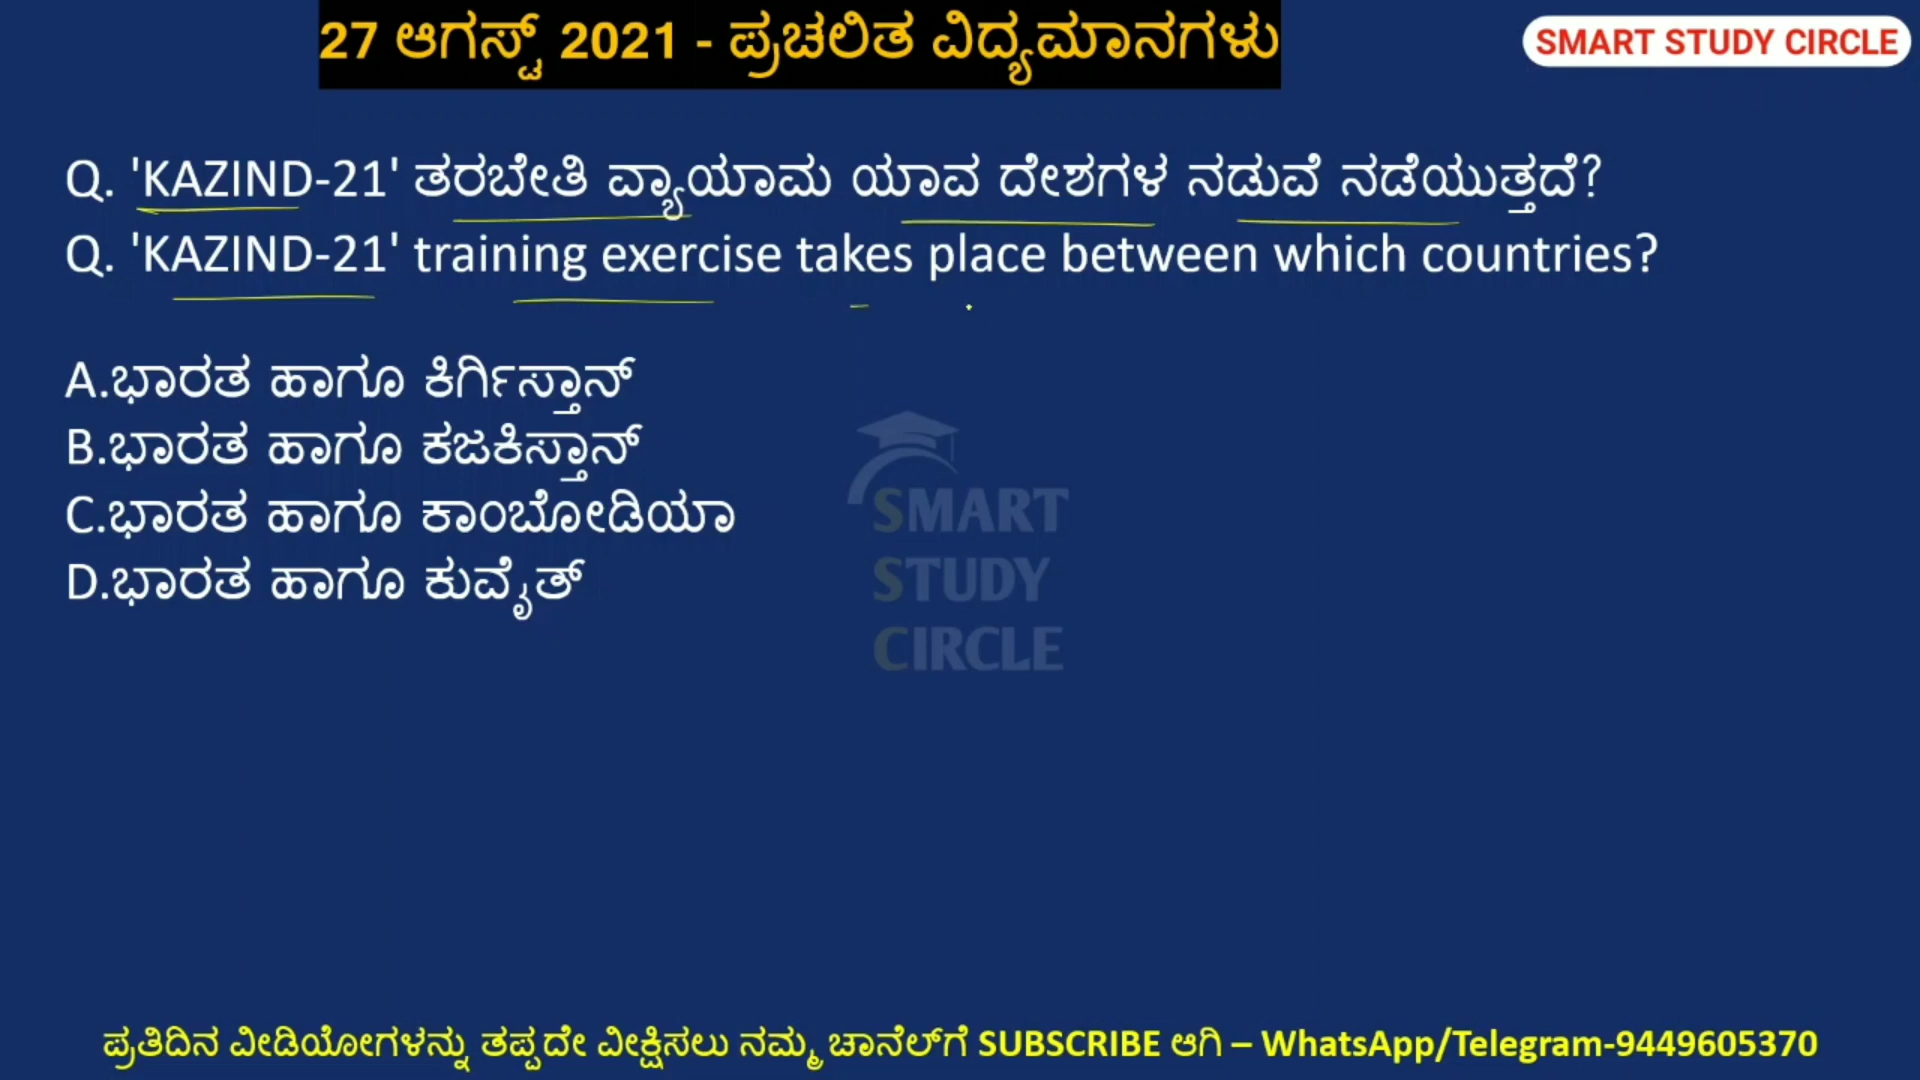 27 ಆಗಸ್ಟ್ 2021 - ಪ್ರಚಲಿತ ವಿದ್ಯಮಾನಗಳು
SMART STUDY CIRCLE
Q. 'KAZIND-21' ತರಬೇತಿ ವ್ಯಾಯಾಮ ಯಾವ ದೇಶಗಳ ನಡುವೆ ನಡೆಯುತ್ತದೆ?
Q. 'KAZIND-21' training exercise takes place between which countries?
A.ಭಾರತ ಹಾಗೂ ಕಿರ್ಗಿಸ್ತಾನ್
B.ಭಾರತ ಹಾಗೂ ಕಜಕಿಸ್ತಾನ್
C.ಭಾರತ ಹಾಗೂ ಕಾಂಬೋಡಿಯಾ
D.ಭಾರತ ಹಾಗೂ ಕುವೈತ್
SMART
STUDY
CIRCLE
ಪ್ರತಿದಿನ ವೀಡಿಯೋಗಳನ್ನು ತಪ್ಪದೇ ವೀಕ್ಷಿಸಲು ನಮ್ಮ ಚಾನೆಲ್‌ಗೆ SUBSCRIBE ಆಗಿ – WhatsApp/Telegram-9449605370